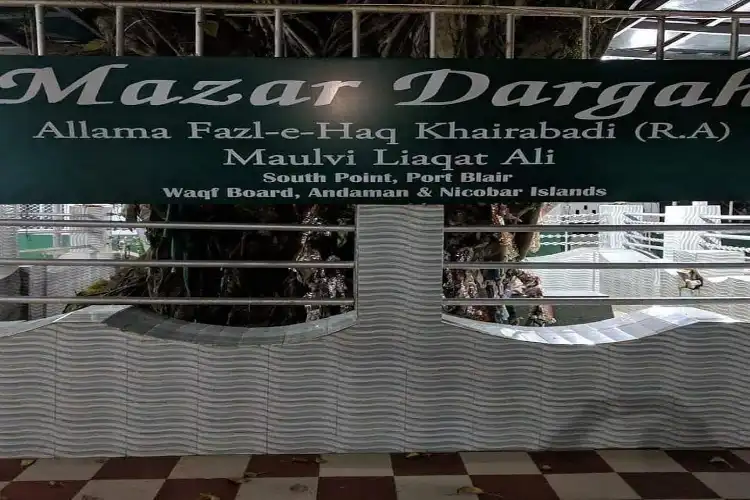 Mazar Dargah
Allama Fazl-e-Haq Khairabadi (R.A)
Maulvi Liaqat Ali
South Point, Port Blair
Waqf Board, Andaman & Nicobar Islands